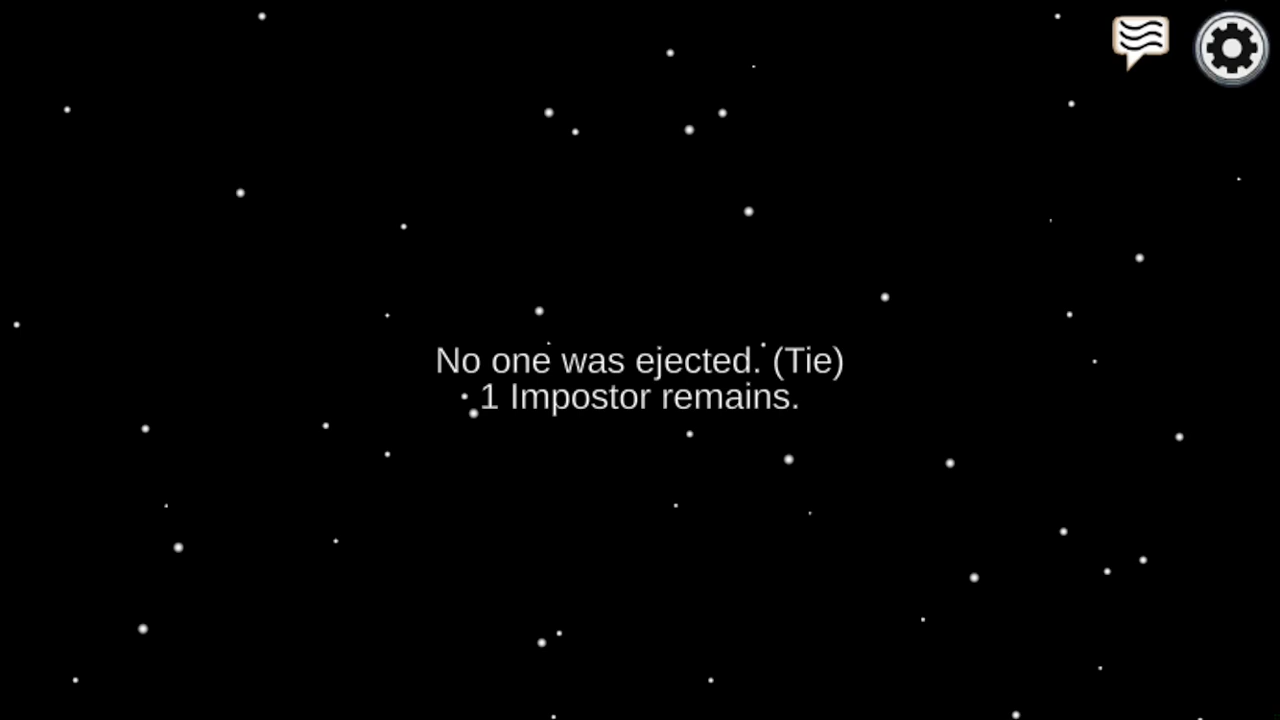 No one was ejected. (Tie)
1 Impostor remains.